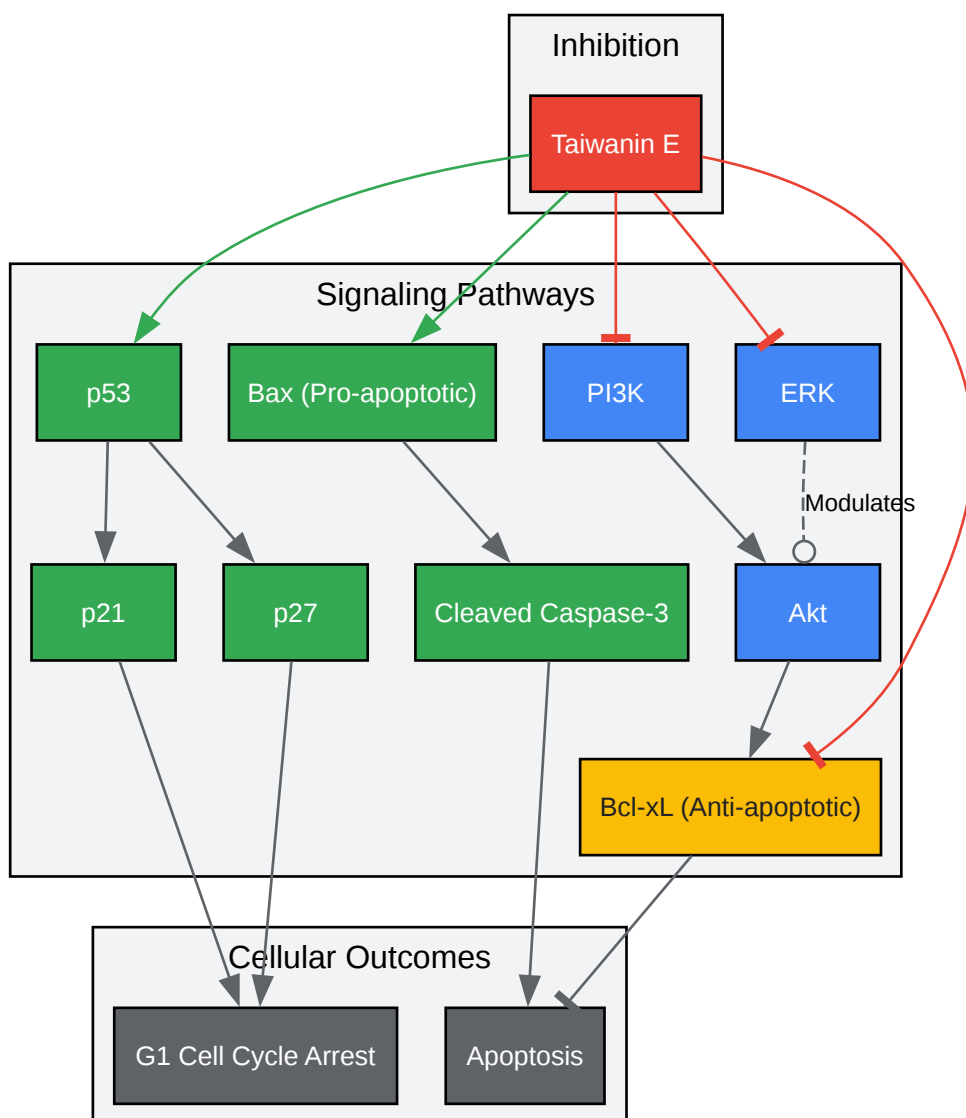 Inhibition
Taiwanin E
Signaling Pathways
p53
Bax (Pro-apoptotic)
PI3K
ERK
Modulates
p21
p27
Cleaved Caspase-3
Akt
Bcl-xL (Anti-apoptotic)
Cellular Outcomes
G1 Cell Cycle Arrest
Apoptosis